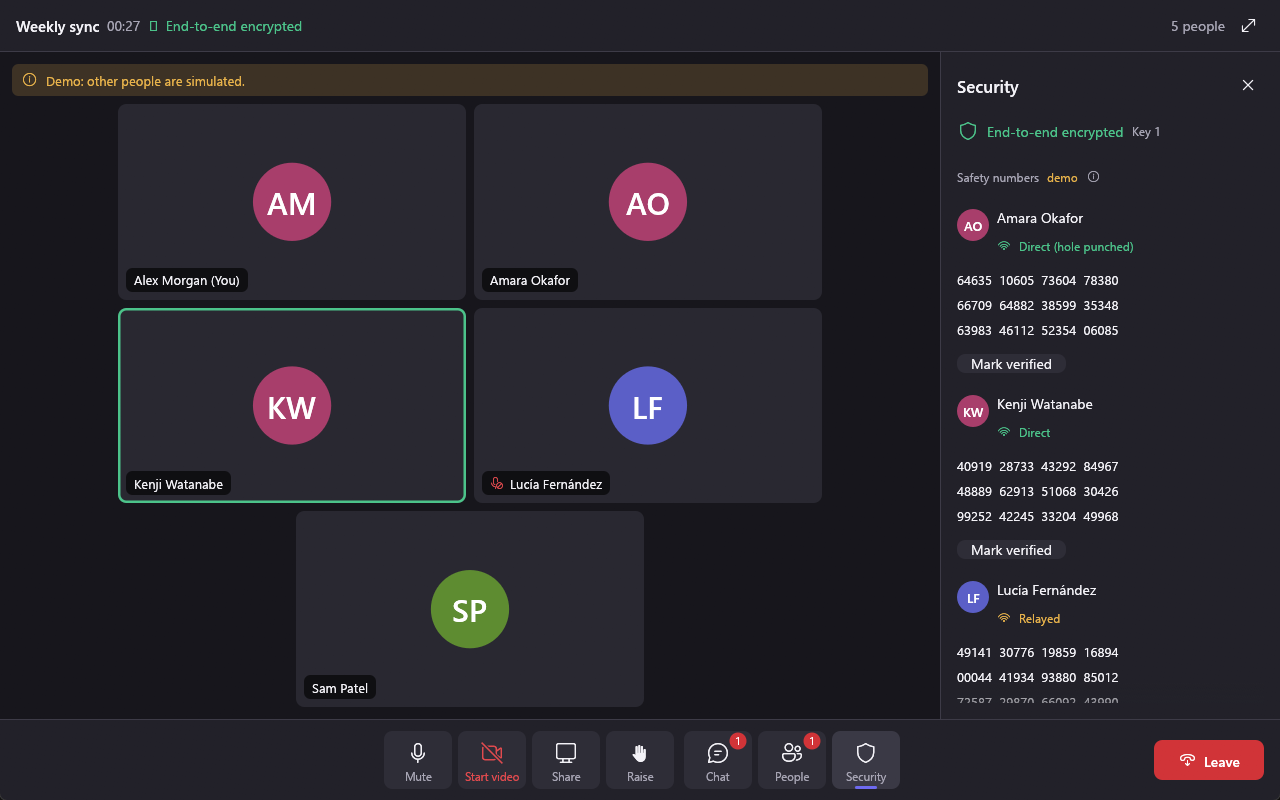 Weekly sync 00:27 End-to-end encrypted 5 people
Demo: other people are simulated.
AM
Alex Morgan (You)
AO
Amara Okafor
KW
Kenji Watanabe
LF
Lucía Fernández
SP
Sam Patel
Security
End-to-end encrypted Key 1
Safety numbers demo
AO Amara Okafor
Direct (hole punched)
64635 10605 73604 78380
66709 64882 38599 35348
63983 46112 52354 06085
Mark verified
KW Kenji Watanabe
Direct
40919 28733 43292 84967
48889 62913 51068 30426
99252 42245 33204 49968
Mark verified
LF Lucía Fernández
Relayed
49141 30776 19859 16894
00044 41934 93880 85012
72587 29870 66092 43990
Mute
Start video
Share
Raise
1
Chat
1
People
Security
Leave